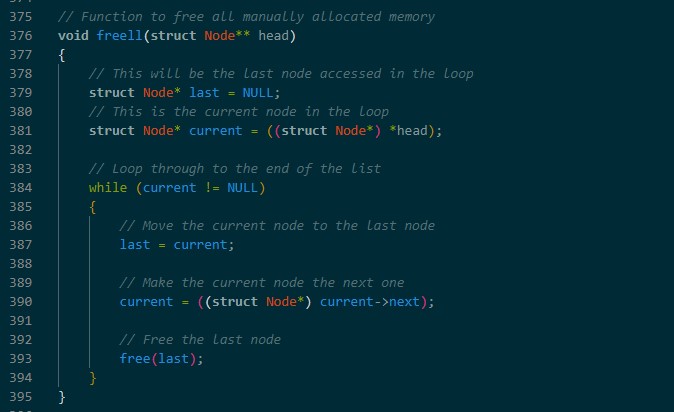 375 // Function to free all manually allocated memory
376 void freell(struct Node** head)
377 {
378 // This will be the last node accessed in the loop
379 struct Node* last = NULL;
380 // This is the current node in the loop
381 struct Node* current = ((struct Node*) *head);
382
383 // Loop through to the end of the list
384 while (current != NULL)
385 {
386 // Move the current node to the last node
387 last = current;
388
389 // Make the current node the next one
390 current = ((struct Node*) current->next);
391
392 // Free the last node
393 free(last);
394 }
395 }